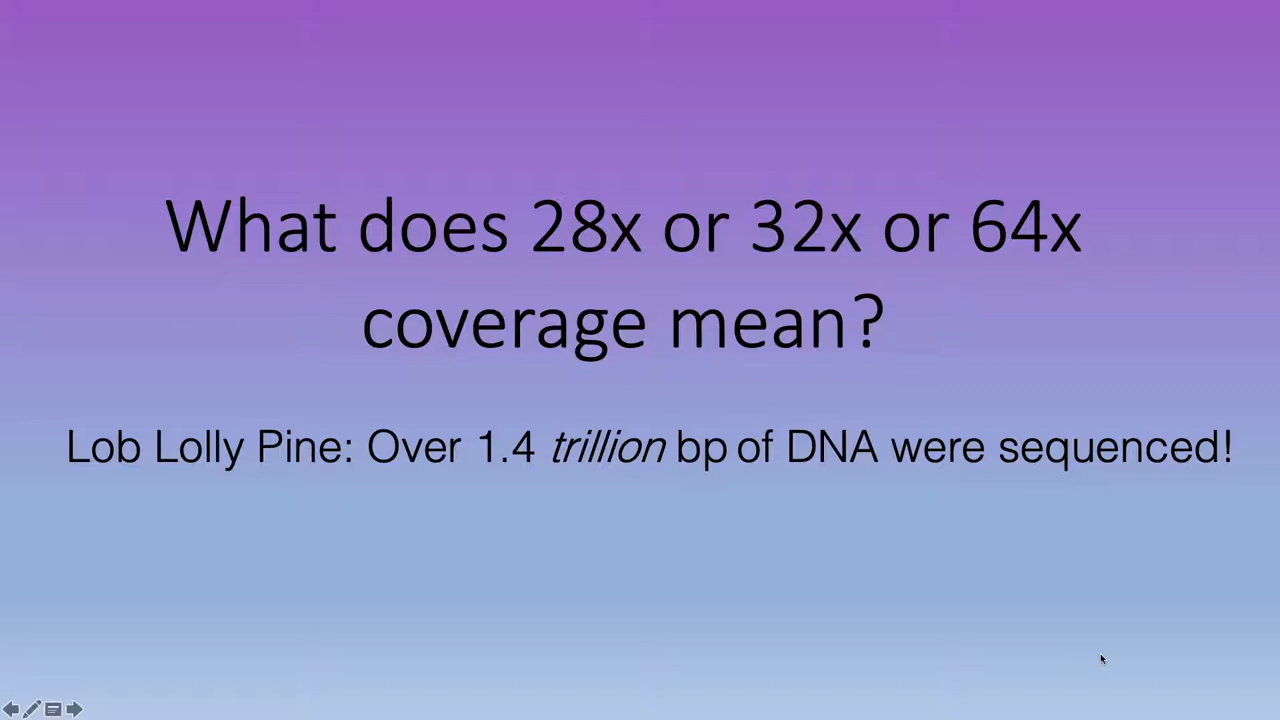 What does 28x or 32x or 64x
coverage mean?
Lob Lolly Pine: Over 1.4 trillion bp of DNA were sequenced!